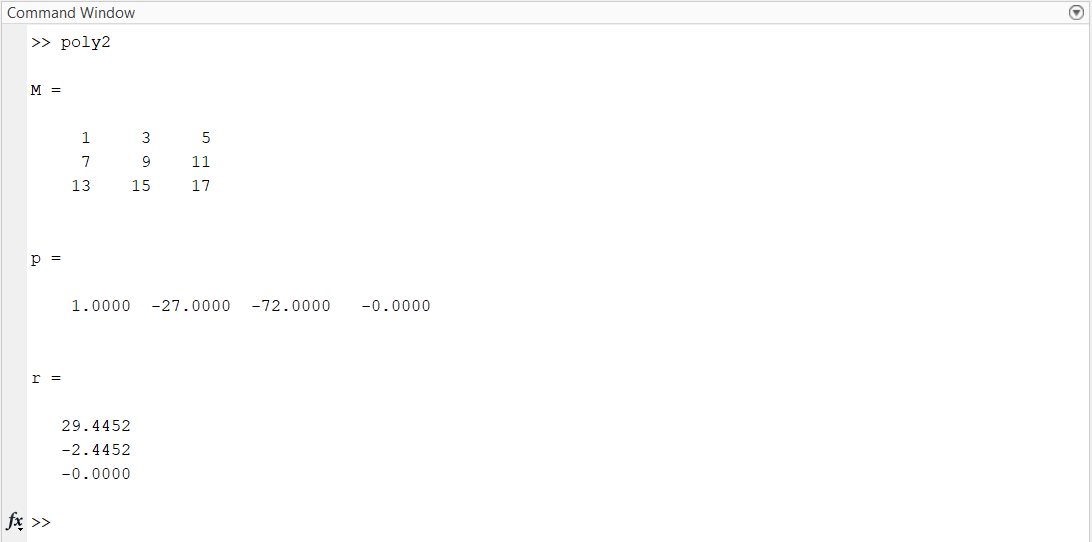 Command Window
>> poly2
M =
1 3 5
7 9 11
13 15 17
p =
1.0000 -27.0000 -72.0000 -0.0000
r =
29.4452
-2.4452
-0.0000
fx >>